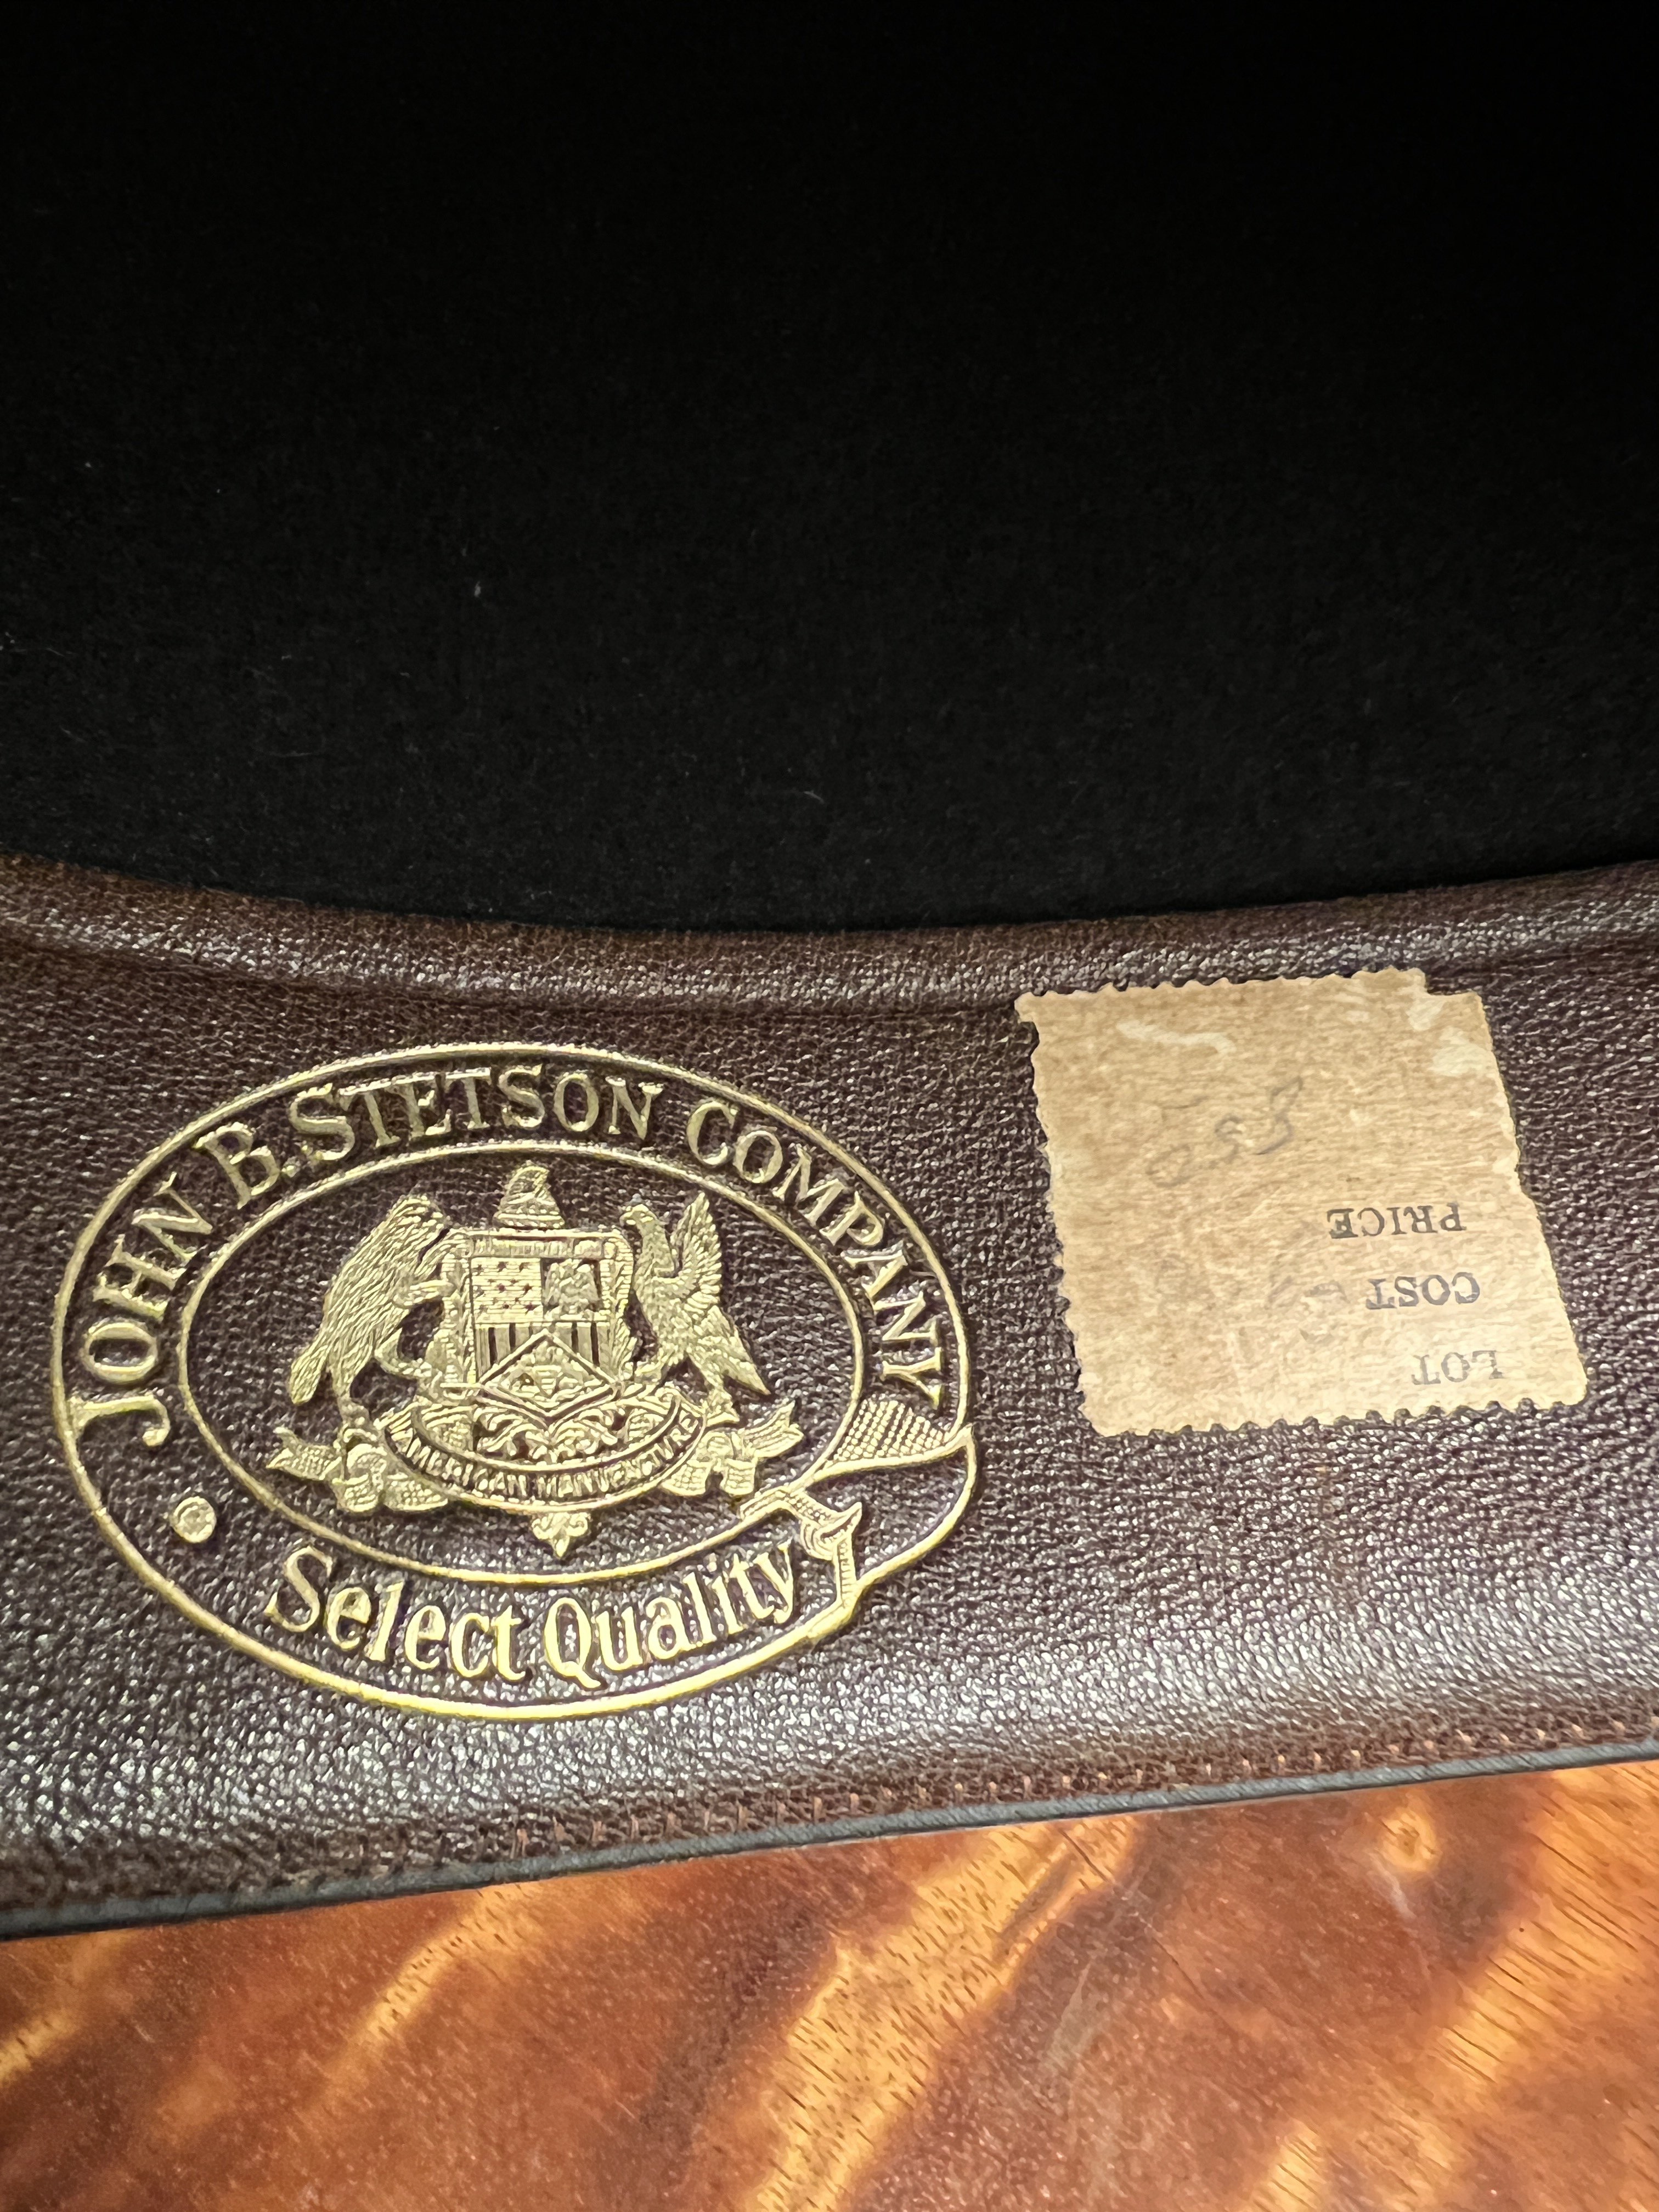 JOHN B. STETSON COMPANY
AMERICAN MANUFACTURE
Select Quality
LOT
COST
PRICE